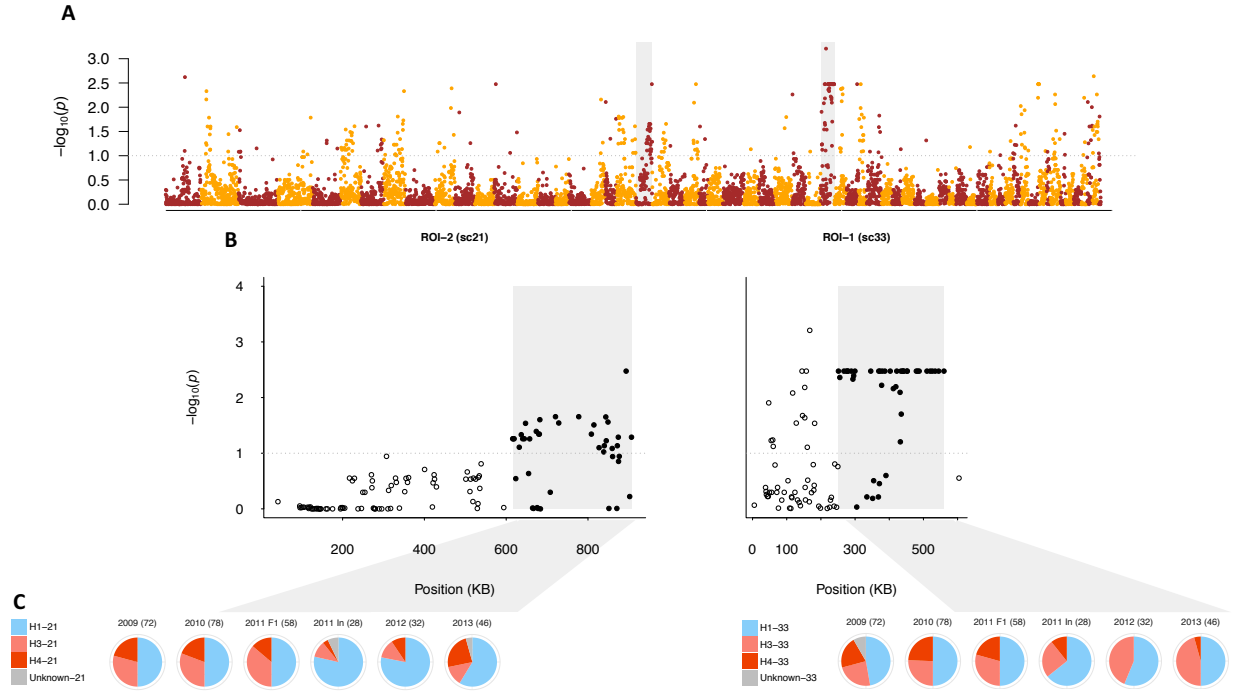 A
−log10(p)
3.0
2.5
2.0
1.5
1.0
0.5
0.0
ROI−2 (sc21)
ROI−1 (sc33)
B
−log10(p)
4
3
2
1
0
200
400
600
800
Position (KB)
0
100
300
500
Position (KB)
C
H1−21
H3−21
H4−21
Unknown−21
2009 (72)
2010 (78)
2011 F1 (58)
2011 In (28)
2012 (32)
2013 (46)
H1−33
H3−33
H4−33
Unknown−33
2009 (72)
2010 (78)
2011 F1 (58)
2011 In (28)
2012 (32)
2013 (46)